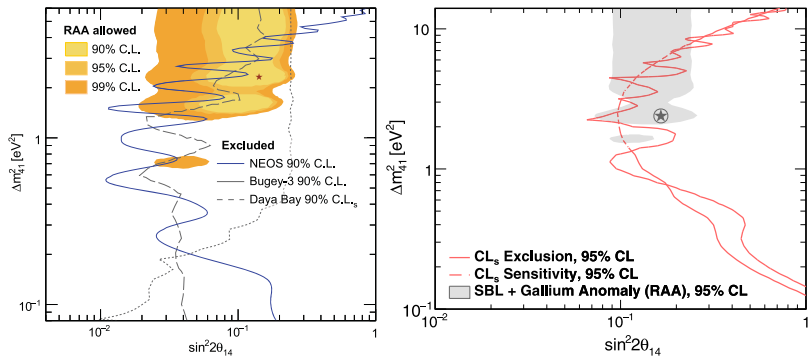 RAA allowed
90% C.L.
95% C.L.
99% C.L.
Excluded
NEOS 90% C.L.
Bugey-3 90% C.L.
Daya Bay 90% C.L.s
Δm²41 [eV²]
1
10⁻¹
10⁻²
10⁻¹
1
sin²2θ14
10
1
10⁻¹
Δm²41 [eV²]
CLs Exclusion, 95% CL
CLs Sensitivity, 95% CL
SBL + Gallium Anomaly (RAA), 95% CL
10⁻²
10⁻¹
1
sin²2θ14